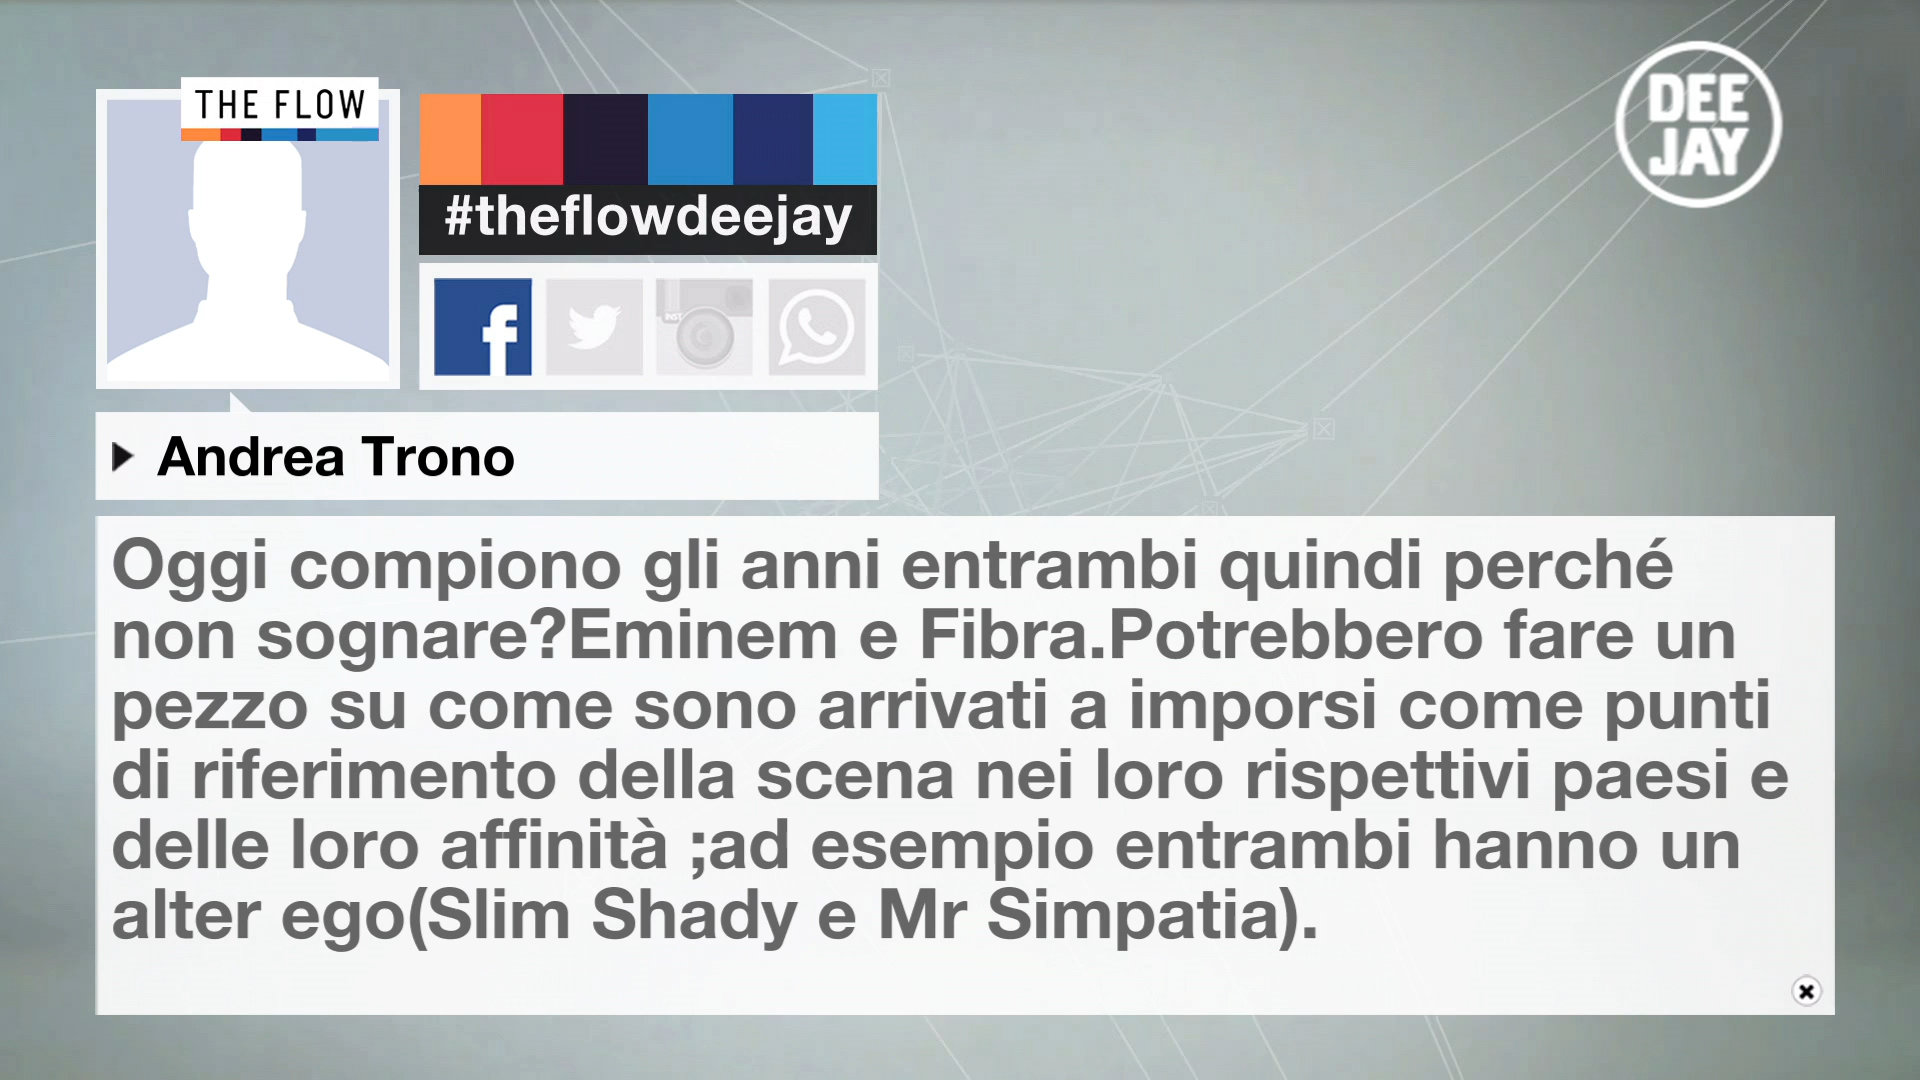 THE FLOW
DEE
JAY
#theflowdeejay
INST
Andrea Trono
Oggi compiono gli anni entrambi quindi perché
non sognare?Eminem e Fibra.Potrebbero fare un
pezzo su come sono arrivati a imporsi come punti
di riferimento della scena nei loro rispettivi paesi e
delle loro affinità ;ad esempio entrambi hanno un
alter ego(Slim Shady e Mr Simpatia).